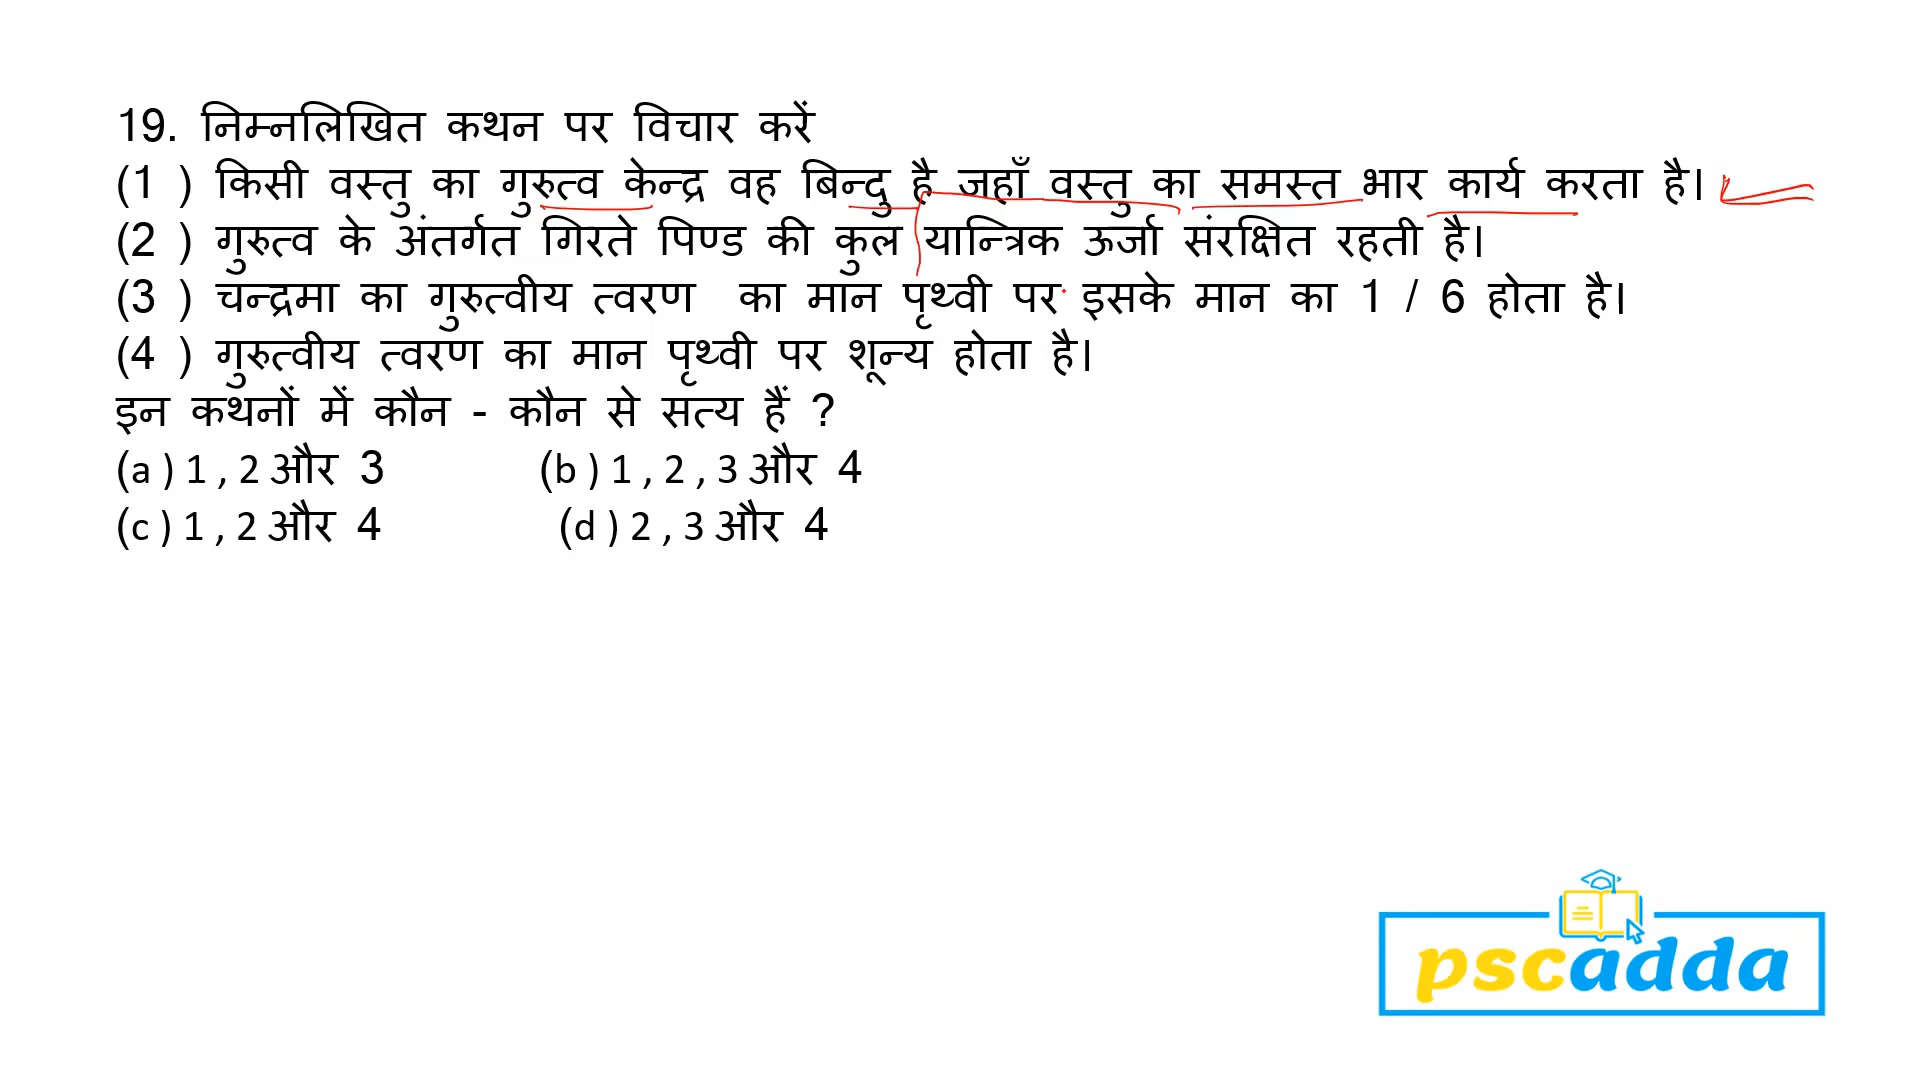 19. निम्नलिखित कथन पर विचार करें
(1 ) किसी वस्तु का गुरुत्व केन्द्र वह बिन्दु है जहाँ वस्तु का समस्त भार कार्य करता है।
(2 ) गुरुत्व के अंतर्गत गिरते पिण्ड की कुल यान्त्रिक ऊर्जा संरक्षित रहती है।
(3 ) चन्द्रमा का गुरुत्वीय त्वरण का मान पृथ्वी पर इसके मान का 1 / 6 होता है।
(4 ) गुरुत्वीय त्वरण का मान पृथ्वी पर शून्य होता है।
इन कथनों में कौन - कौन से सत्य हैं ?
(a ) 1 , 2 और 3 (b ) 1 , 2 , 3 और 4
(c ) 1 , 2 और 4 (d ) 2 , 3 और 4
pscadda